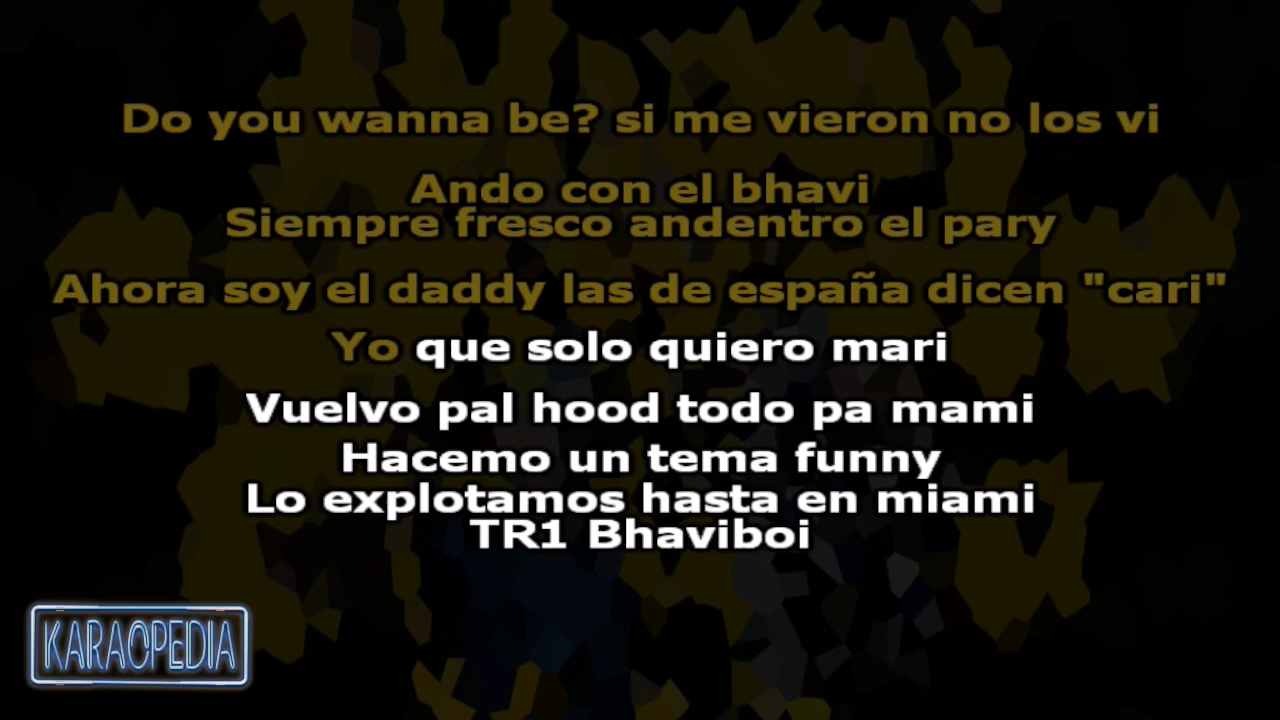 Do you wanna be? si me vieron no los vi
Ando con el bhavi
Siempre fresco andentro el pary
Ahora soy el daddy las de españa dicen "cari"
Yo que solo quiero mari
Vuelvo pal hood todo pa mami
Hacemo un tema funny
Lo explotamos hasta en miami
TR1 Bhaviboi
KARAOPEDIA